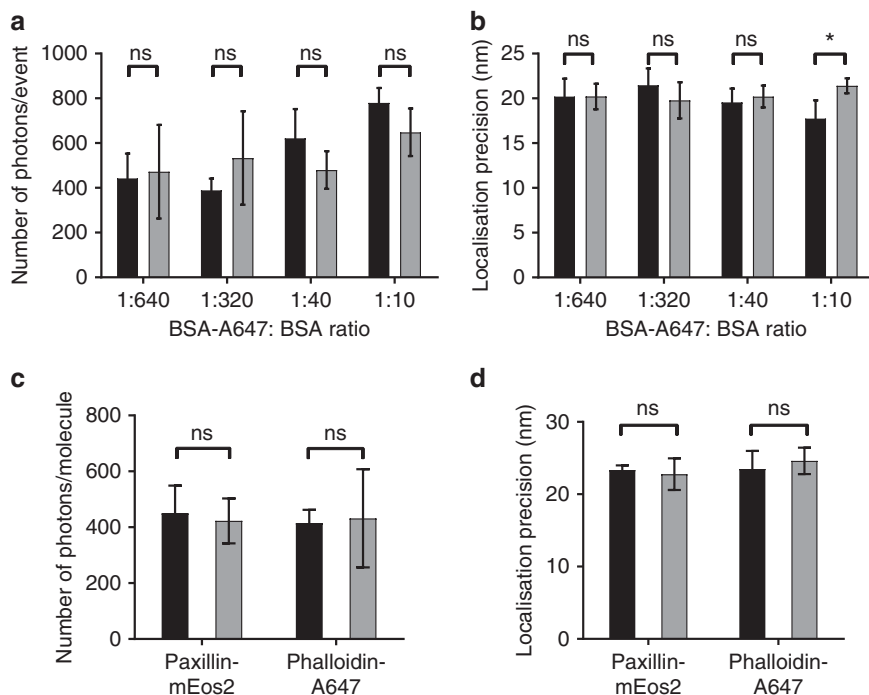 a
Number of photons/event
1000
800
600
400
200
0
ns
ns
ns
ns
1:640
1:320
1:40
1:10
BSA-A647: BSA ratio
b
Localisation precision (nm)
25
20
15
10
5
0
ns
ns
ns
*
1:640
1:320
1:40
1:10
BSA-A647: BSA ratio
c
Number of photons/molecule
800
600
400
200
0
ns
ns
Paxillin-
mEos2
Phalloidin-
A647
d
Localisation precision (nm)
30
20
10
0
ns
ns
Paxillin-
mEos2
Phalloidin-
A647